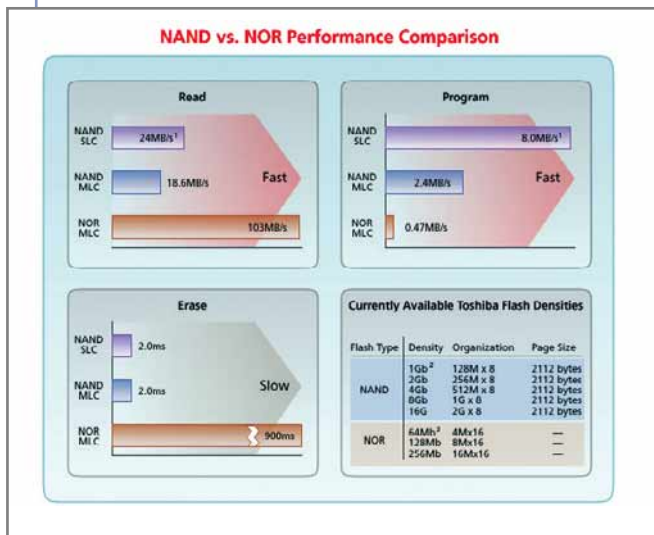 NAND vs. NOR Performance Comparison
Read
NAND
SLC
24MB/s¹
NAND
MLC
18.6MB/s
Fast
NOR
MLC
103MB/s
Program
NAND
SLC
8.0MB/s¹
NAND
MLC
2.4MB/s
Fast
NOR
MLC
0.47MB/s
Erase
NAND
SLC
2.0ms
NAND
MLC
2.0ms
Slow
NOR
MLC
900ms
Currently Available Toshiba Flash Densities
Flash Type Density Organization Page Size
NAND
1Gb² 128M x 8 2112 bytes
2Gb 256M x 8 2112 bytes
4Gb 512M x 8 2112 bytes
8Gb 1G x 8 2112 bytes
16G 2G x 8 2112 bytes
NOR
64Mb 4Mx16 —
128Mb 8Mx16 —
256Mb 16Mx16 —